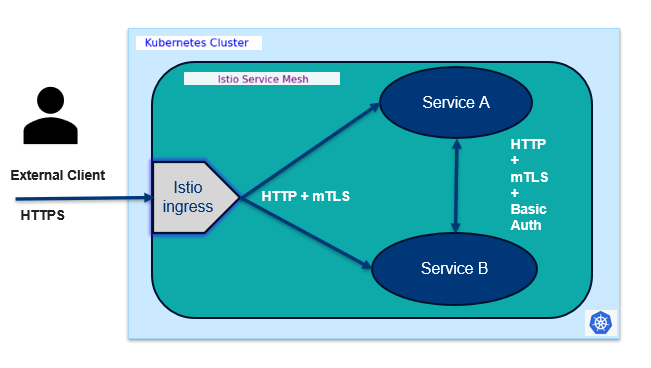 Kubernetes Cluster
Istio Service Mesh
Service A
External Client
HTTPS
Istio
ingress
HTTP + mTLS
HTTP
+
mTLS
+
Basic
Auth
Service B